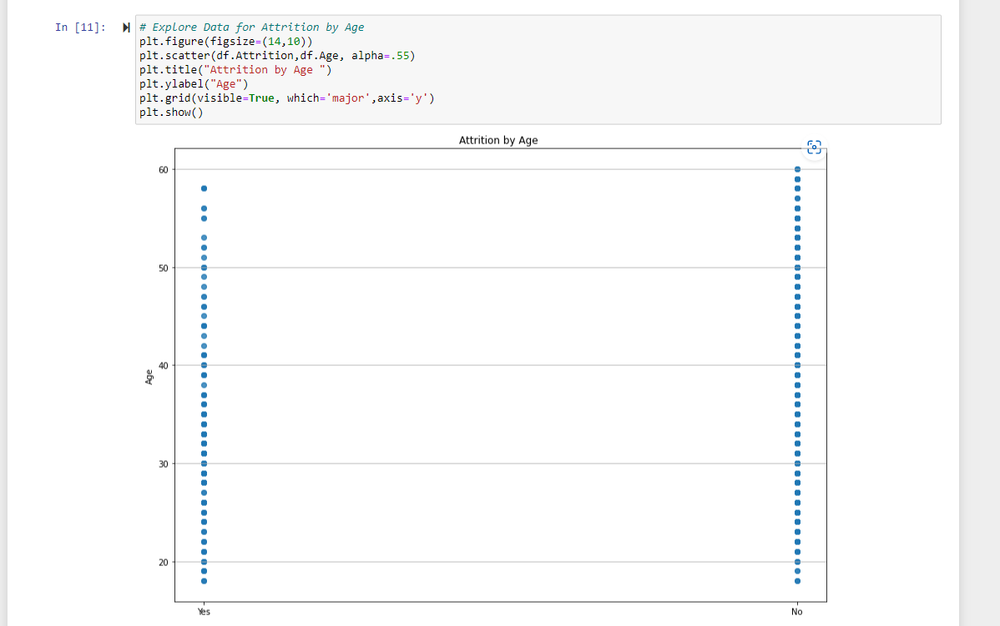 In [11]:
# Explore Data for Attrition by Age
plt.figure(figsize=(14,10))
plt.scatter(df.Attrition,df.Age, alpha=.55)
plt.title("Attrition by Age ")
plt.ylabel("Age")
plt.grid(visible=True, which='major',axis='y')
plt.show()
Attrition by Age
60
50
40
Age
30
20
Yes
No